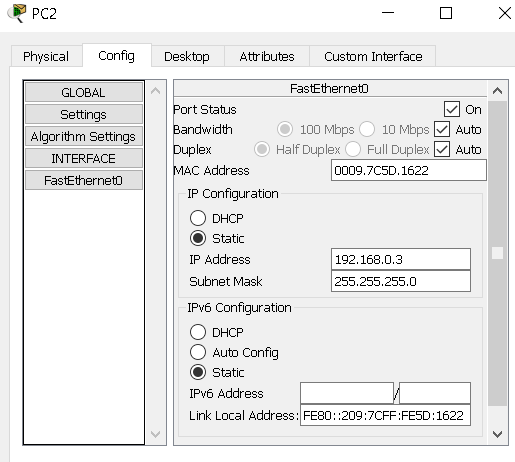 PC2
Physical Config Desktop Attributes Custom Interface
GLOBAL
Settings
Algorithm Settings
INTERFACE
FastEthernet0
FastEthernet0
Port Status On
Bandwidth 100 Mbps 10 Mbps Auto
Duplex Half Duplex Full Duplex Auto
MAC Address 0009.7C5D.1622
IP Configuration
DHCP
Static
IP Address 192.168.0.3
Subnet Mask 255.255.255.0
IPv6 Configuration
DHCP
Auto Config
Static
IPv6 Address /
Link Local Address: FE80::209:7CFF:FE5D:1622